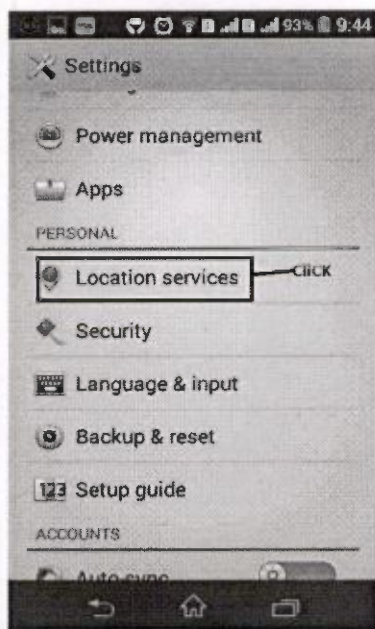 93% 9:44
Settings
Power management
Apps
PERSONAL
Location services
Click
Security
Language & input
Backup & reset
123 Setup guide
ACCOUNTS
Auto-sync